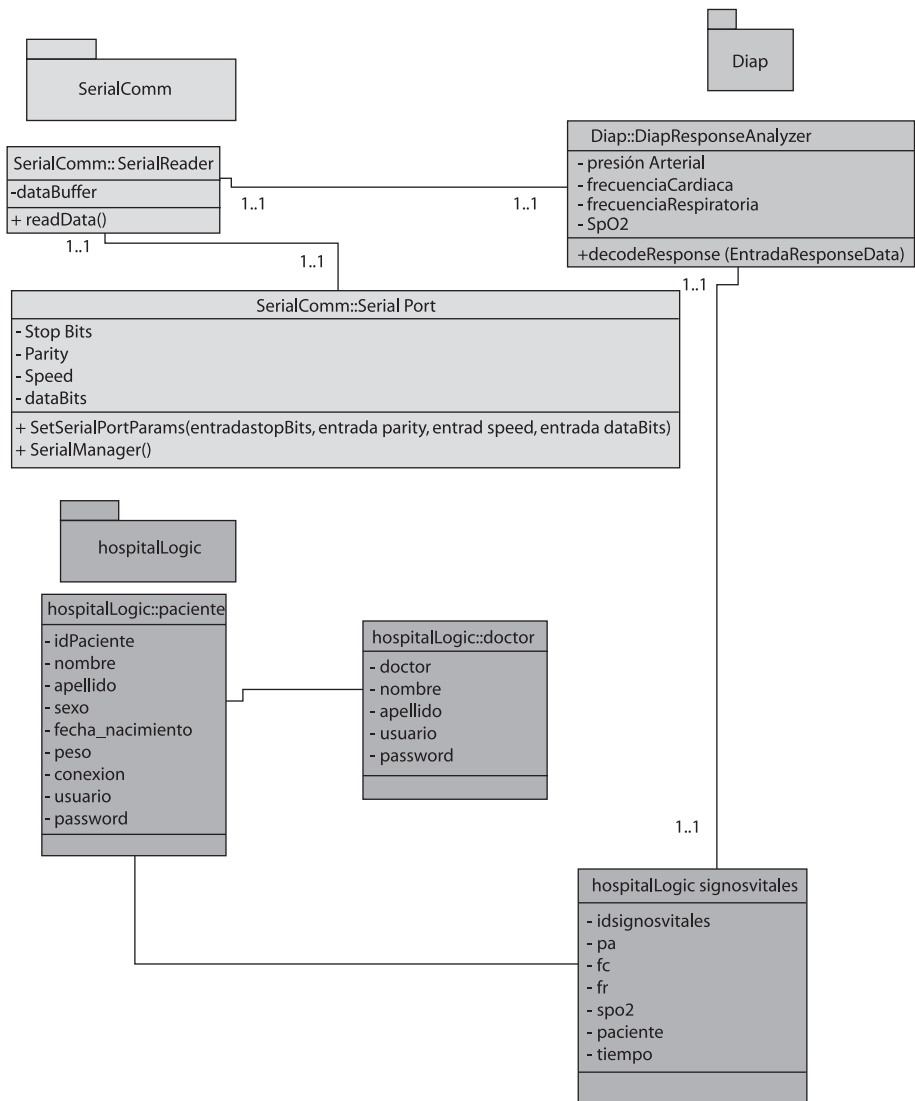 SerialComm
Diap
SerialComm:: SerialReader
-dataBuffer
+ readData()
1..1
1..1
Diap::DiapResponseAnalyzer
- presión Arterial
- frecuenciaCardiaca
- frecuenciaRespiratoria
- SpO2
+decodeResponse (EntradaResponseData)
1..1
1..1
1..1
SerialComm::Serial Port
- Stop Bits
- Parity
- Speed
- dataBits
+ SetSerialPortParams(entradastopBits, entrada parity, entrad speed, entrada dataBits)
+ SerialManager()
hospitalLogic
hospitalLogic::paciente
- idPaciente
- nombre
- apellido
- sexo
- fecha_nacimiento
- peso
- conexion
- usuario
- password
hospitalLogic::doctor
- doctor
- nombre
- apellido
- usuario
- password
1..1
hospitalLogic signosvitales
- idsignosvitales
- pa
- fc
- fr
- spo2
- paciente
- tiempo